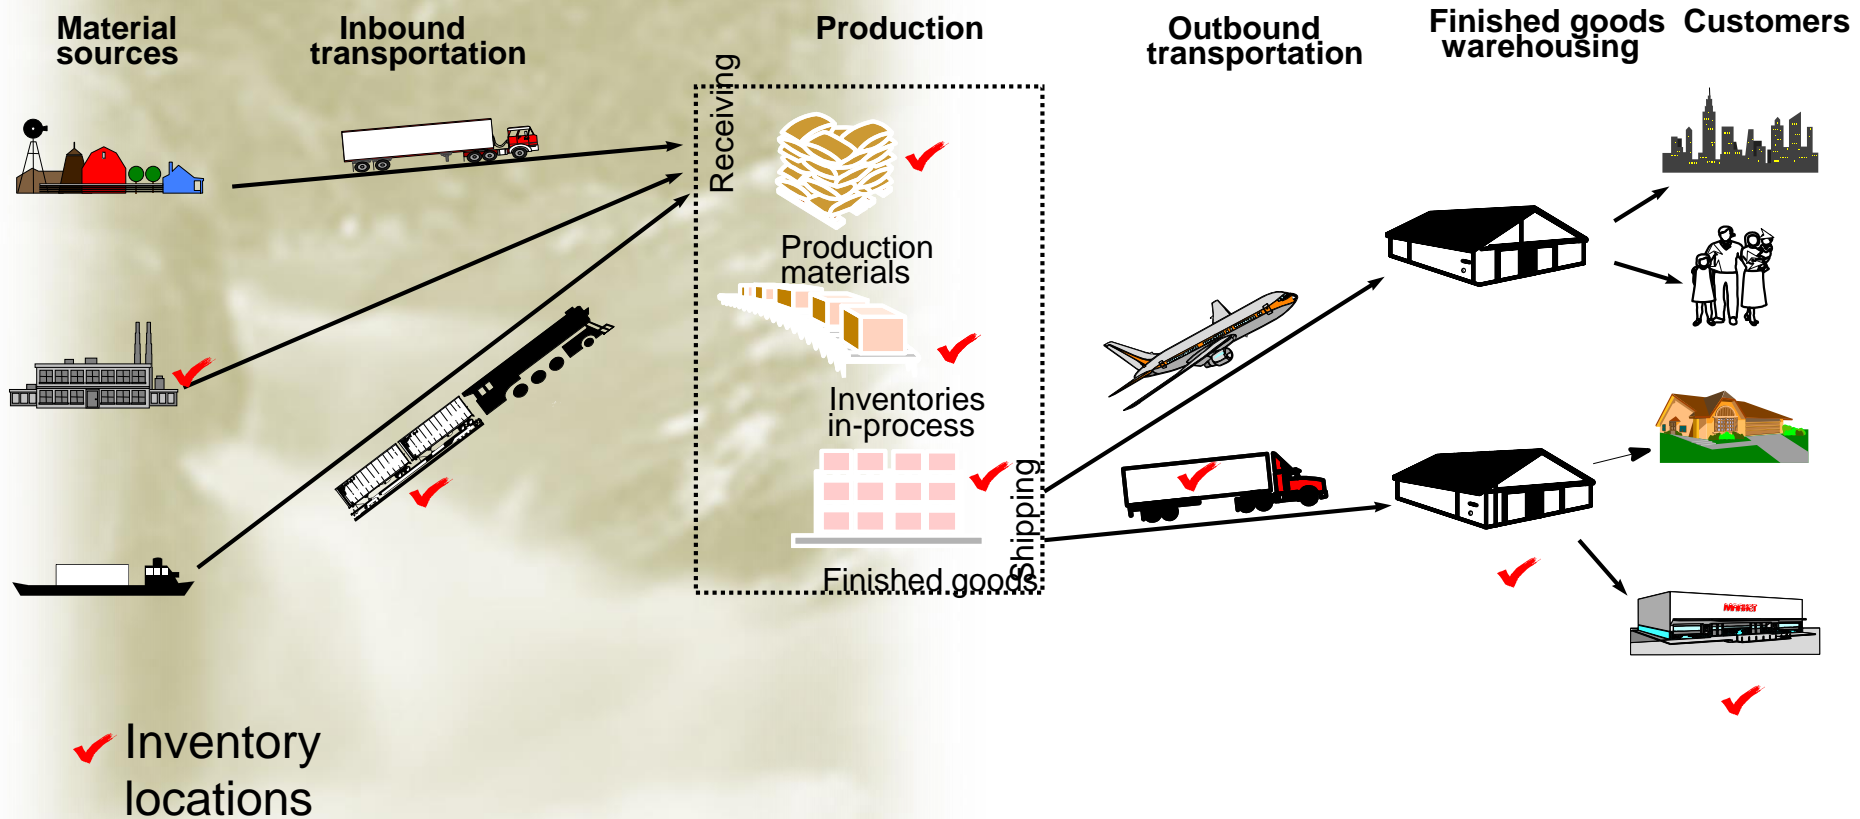 Material
sources
Inbound
transportation
Production
Outbound
transportation
Finished goods
warehousing
Customers
Receiving
Production
materials
Inventories
in-process
Finished goods
Shipping
Market
Inventory
locations